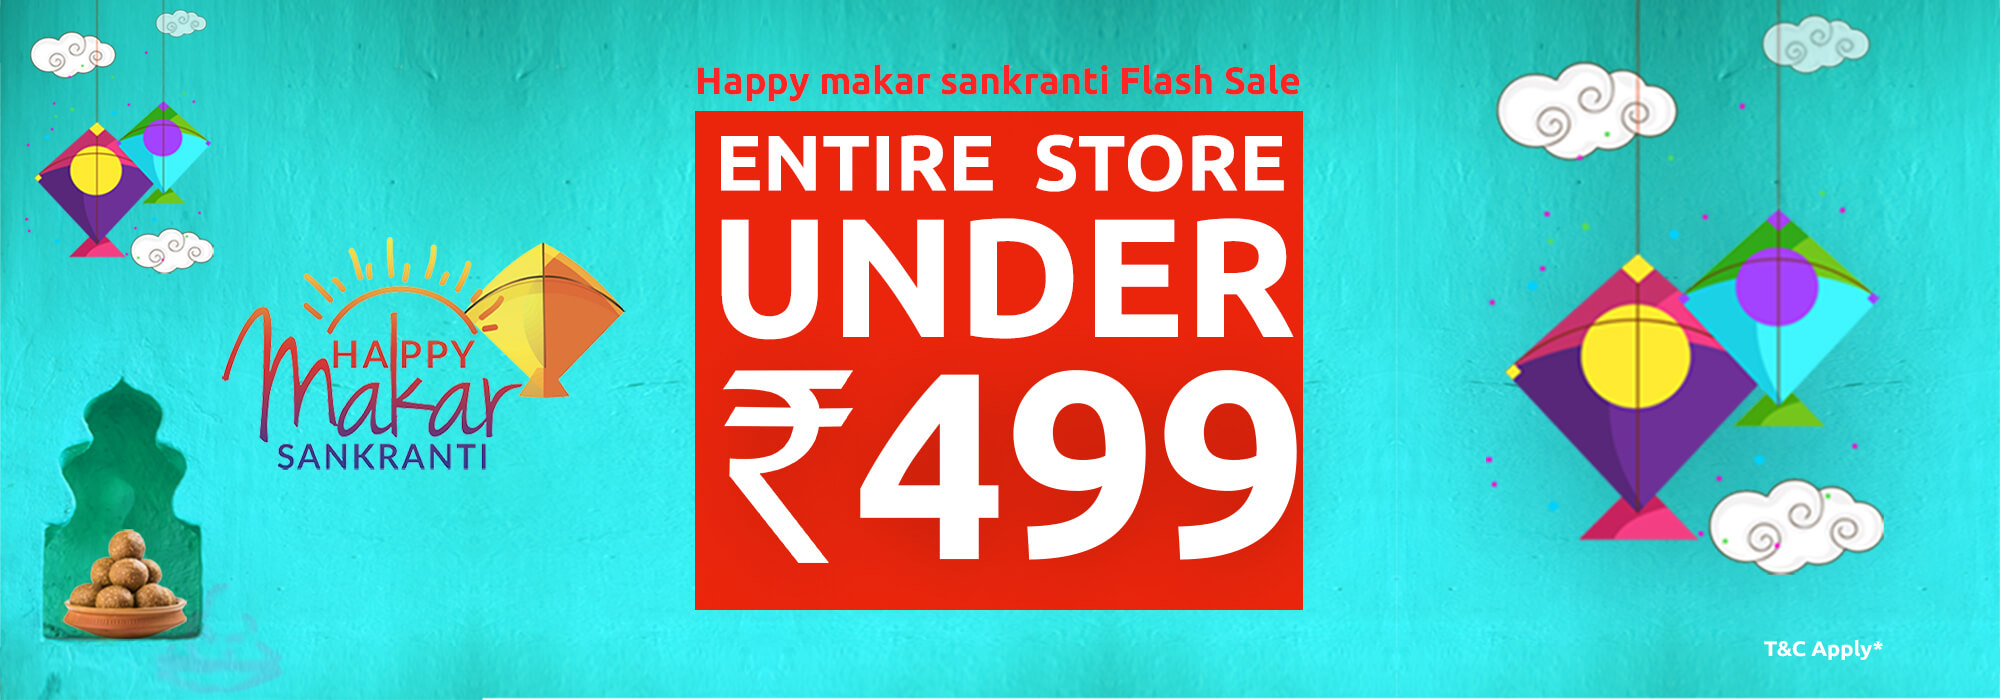 Happy makar sankranti Flash Sale
ENTIRE STORE
UNDER
₹499
HAPPY
Makar
SANKRANTI
T&C Apply*